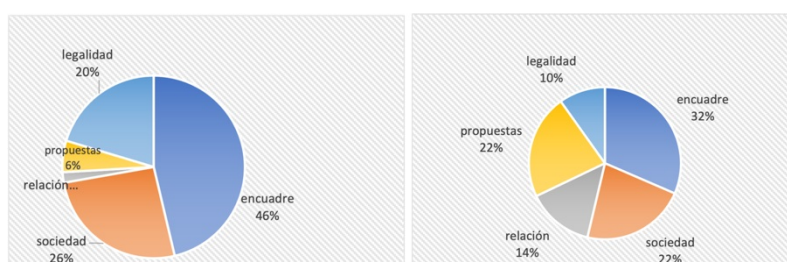 legalidad
20%
propuestas
6%
relación...
sociedad
26%
encuadre
46%
legalidad
10%
encuadre
32%
propuestas
22%
relación
14%
sociedad
22%